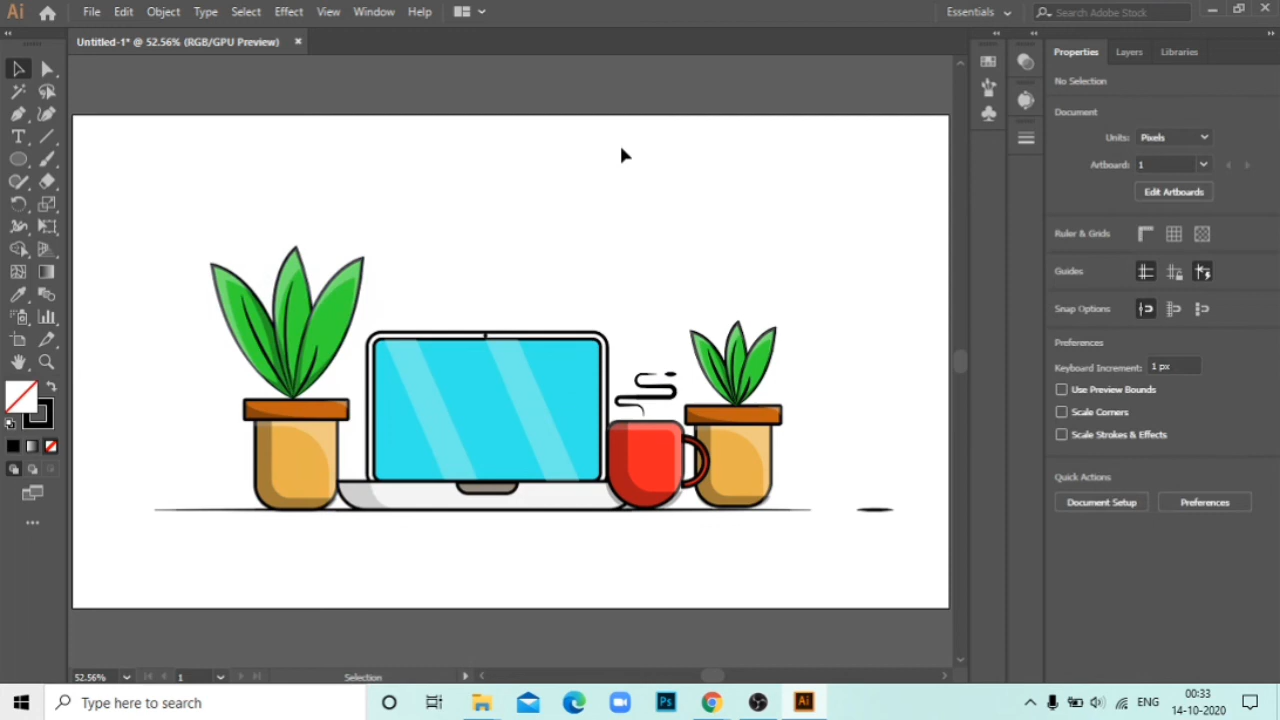 Ai File Edit Object Type Select Effect View Window Help Essentials Search Adobe Stock
Untitled-1* @ 52.56% (RGB/GPU Preview)
Properties Layers Libraries
No Selection
Document
Units: Pixels
Artboard: 1
Edit Artboards
Ruler & Grids
Guides
Snap Options
Preferences
Keyboard Increment: 1 px
Use Preview Bounds
Scale Corners
Scale Strokes & Effects
Quick Actions
Document Setup Preferences
52.56% 1 Selection
Type here to search Ps Ai ENG 00:33
14-10-2020